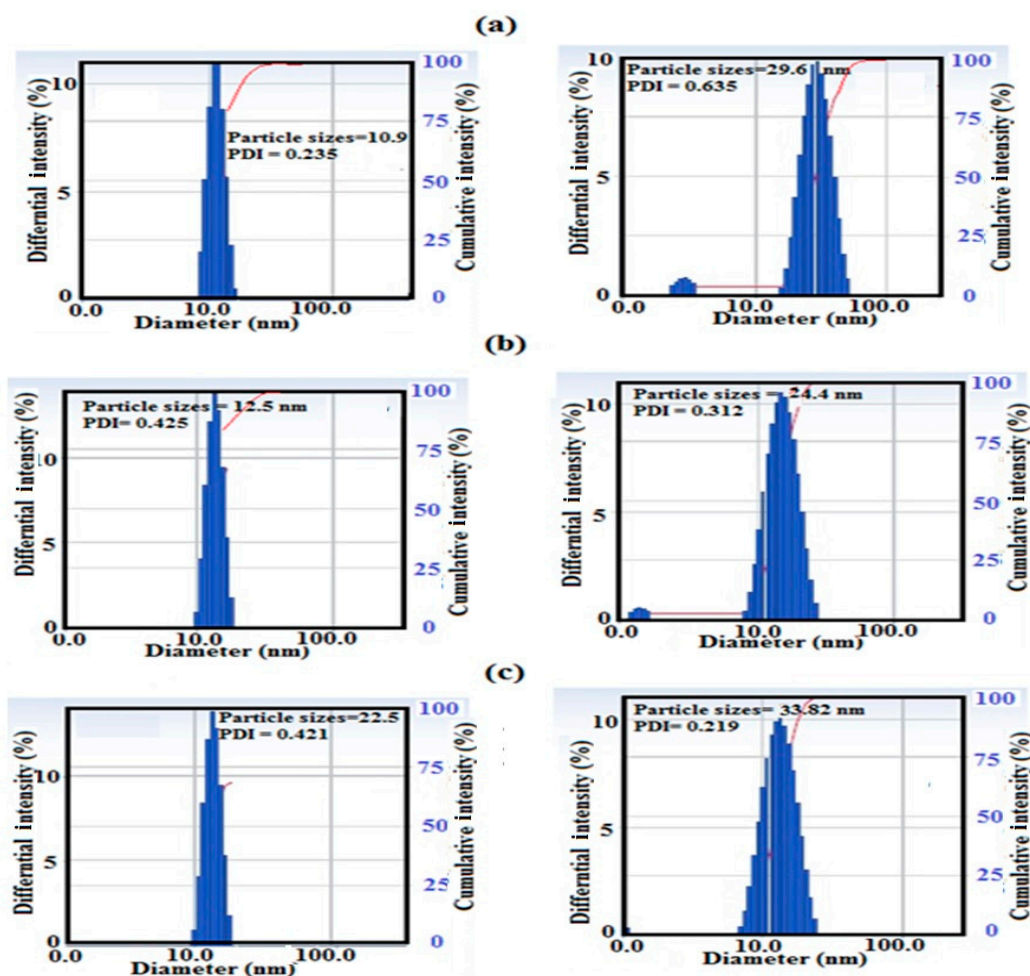 (a)
10
5
0
Differntial intensity (%)
Particle sizes=10.9
PDI = 0.235
100
75
50
25
0
Cumulative intensity (%)
0.0 10.0 100.0
Diameter (nm)
10
5
0
Differntial intensity (%)
Particle sizes=29.6 nm
PDI = 0.635
100
75
50
25
0
Cumulative intensity (%)
0.0 10.0 100.0
Diameter (nm)
(b)
10
5
0
Differntial intensity (%)
Particle sizes = 12.5 nm
PDI= 0.425
100
75
50
25
0
Cumulative intensity (%)
0.0 10.0 100.0
Diameter (nm)
10
5
0
Differntial intensity (%)
Particle sizes = 24.4 nm
PDI = 0.312
100
75
50
25
0
Cumulative intensity (%)
0.0 10.0 100.0
Diameter (nm)
(c)
10
5
0
Differntial intensity (%)
Particle sizes=22.5
PDI = 0.421
100
75
50
25
0
Cumulative intensity (%)
0.0 10.0 100.0
Diameter (nm)
10
5
0
Differntial intensity (%)
Particle sizes= 33.82 nm
PDI= 0.219
100
75
50
25
0
Cumulative intensity (%)
0.0 10.0 100.0
Diameter (nm)